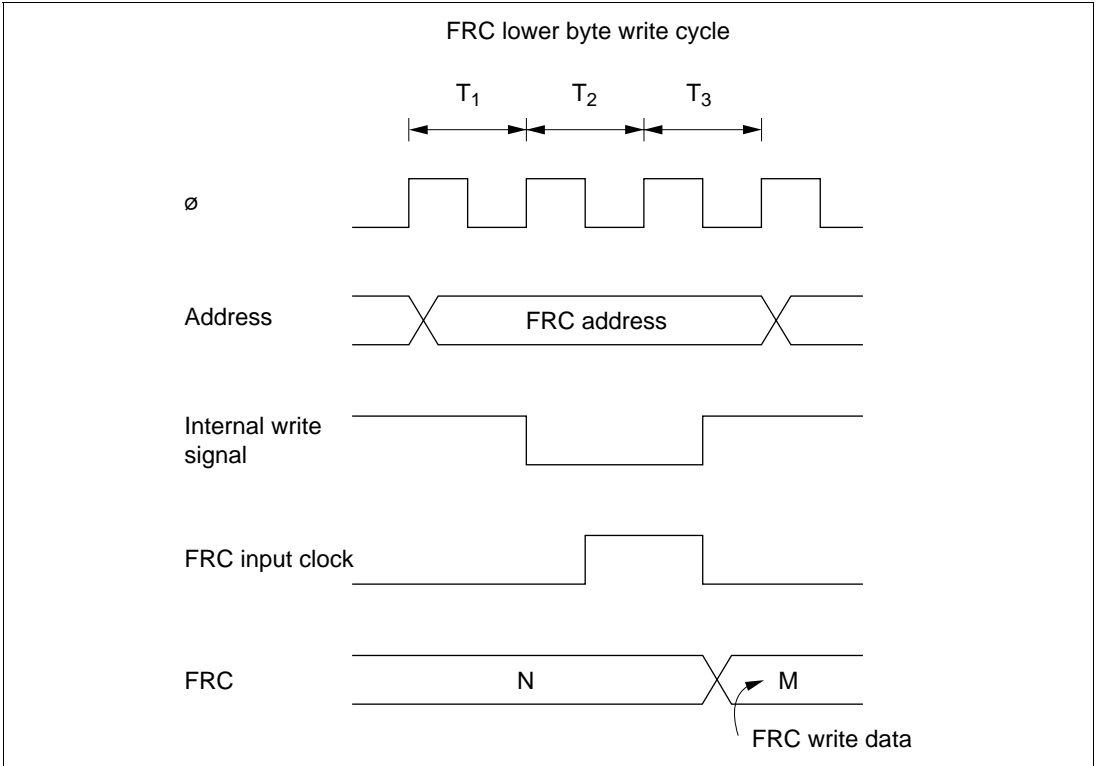 FRC lower byte write cycle
T1 T2 T3
ø
Address
FRC address
Internal write
signal
FRC input clock
FRC
N
M
FRC write data